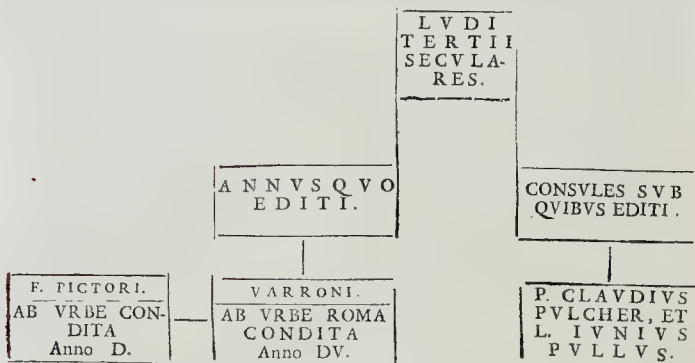 LVDI
TERTII
SECVLA-
RES.
ANNVS QVO
EDITI.
CONSVLES SVB
QVIBVS EDITI.
F. PICTORI.
AB VRBE CON-
DITA
Anno D.
VARRONI.
AB VRBE ROMA
CONDITA
Anno DV.
P. CLAVDIVS
PVLCHER, ET
L. IVNIVS
PVLLVS.